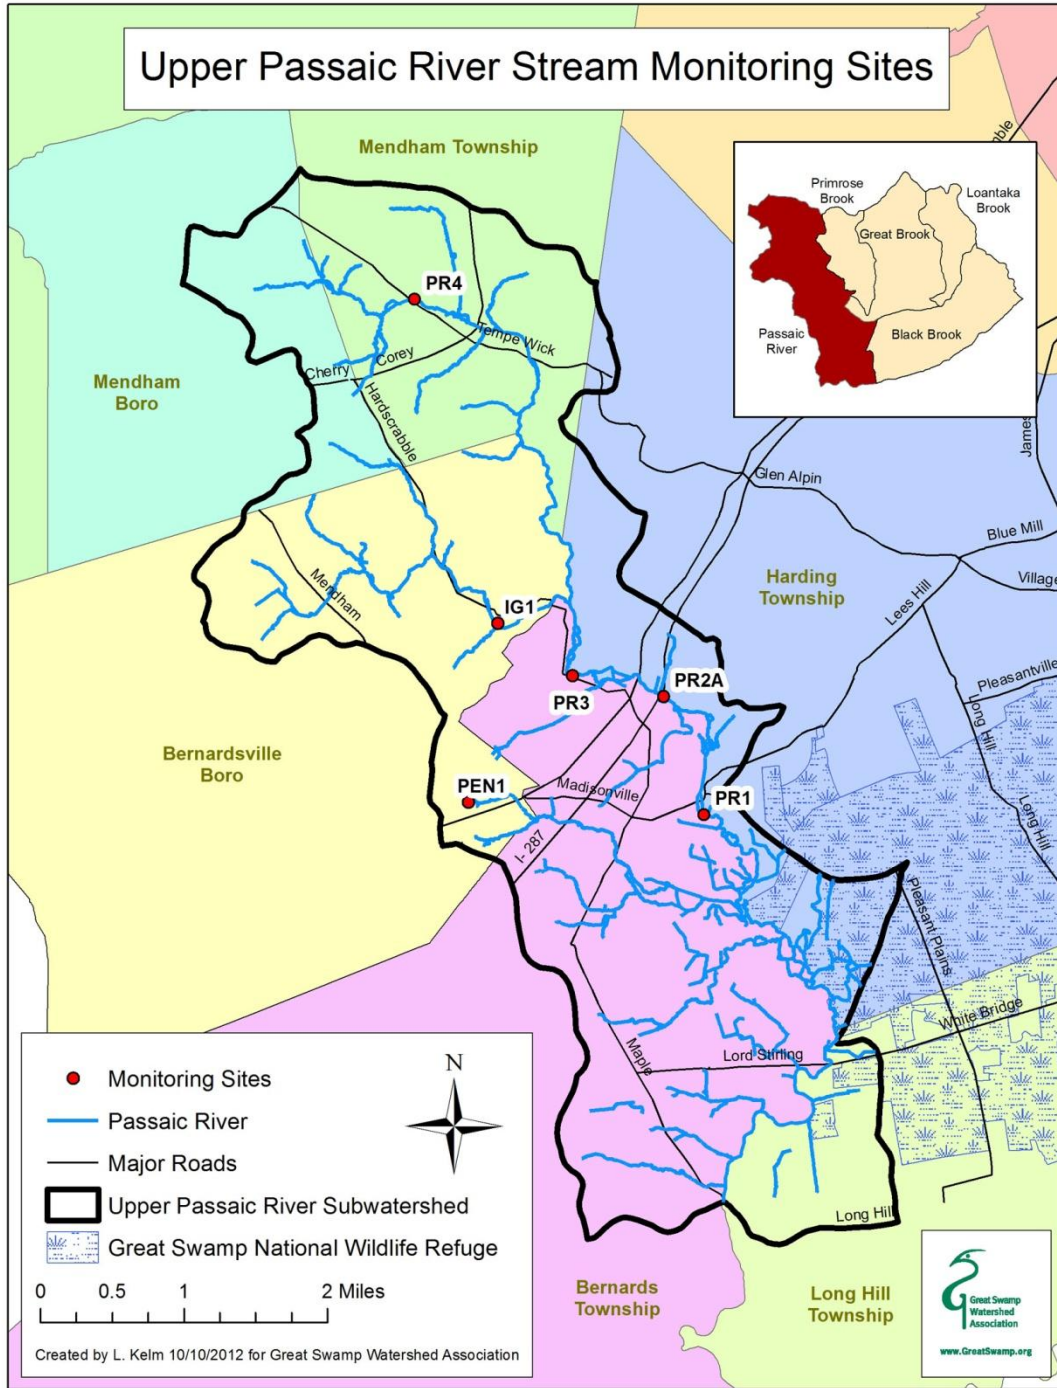 Upper Passaic River Stream Monitoring Sites
Mendham Township
Primrose
Brook
Loantaka
Brook
Great Brook
Passaic
River
Black Brook
PR4
Tempe Wick
Corey
Cherry
Mendham
Boro
Hardscrabble
James
Glen Alpin
Blue Mill
Village
Harding
Township
Lees Hill
Mendham
IG1
Pleasantville
PR3
PR2A
Long Hill
Bernardsville
Boro
PEN1
Madisonville
PR1
Long Hill
I- 287
Pleasant Plains
White Bridge
Maple
Lord Stirling
N
Monitoring Sites
Passaic River
Major Roads
Upper Passaic River Subwatershed
Great Swamp National Wildlife Refuge
0 0.5 1 2 Miles
Created by L. Kelm 10/10/2012 for Great Swamp Watershed Association
Long Hill
Bernards
Township
Long Hill
Township
Great Swamp
Watershed
Association
www.GreatSwamp.org